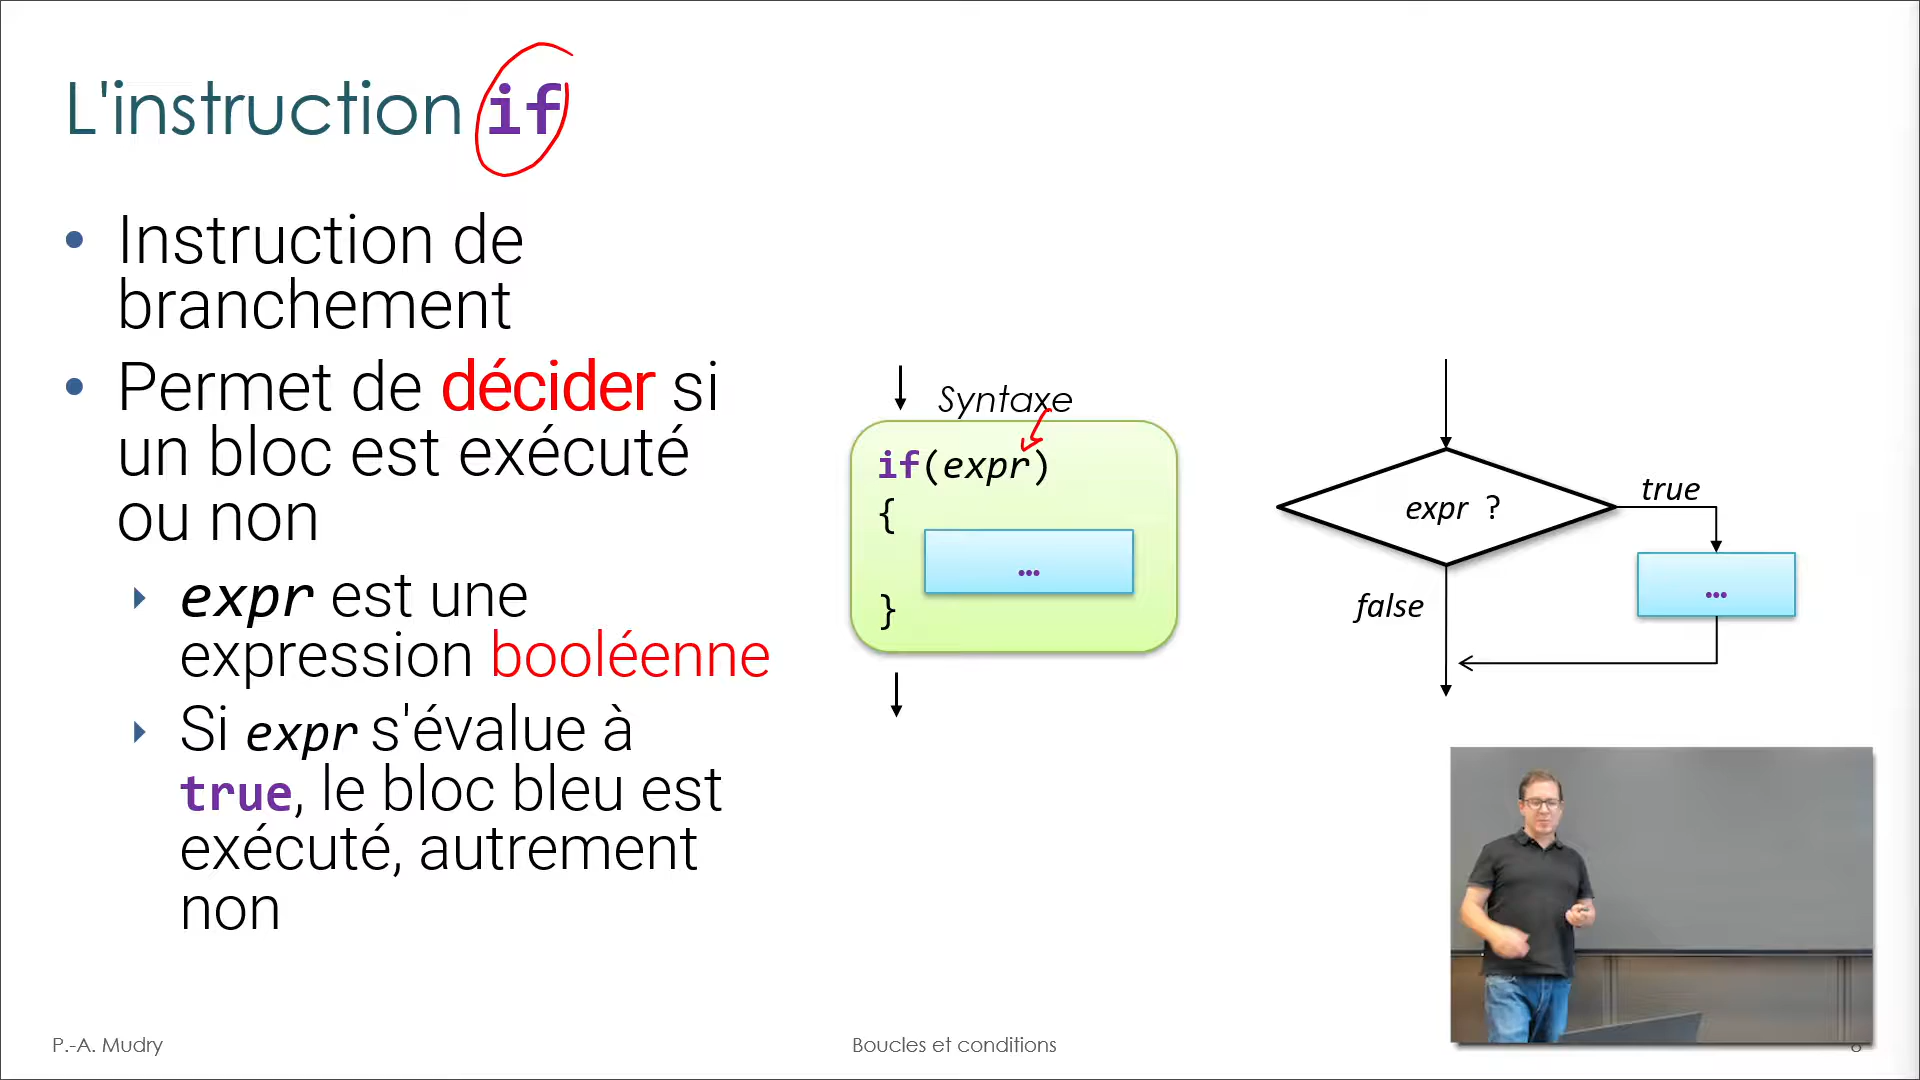 L'instruction if
• Instruction de
branchement
• Permet de décider si
un bloc est exécuté
ou non
‣ expr est une
expression booléenne
‣ Si expr s'évalue à
true, le bloc bleu est
exécuté, autrement
non
Syntaxe
if(expr)
{
...
}
expr ?
true
false
...
P.-A. Mudry
Boucles et conditions